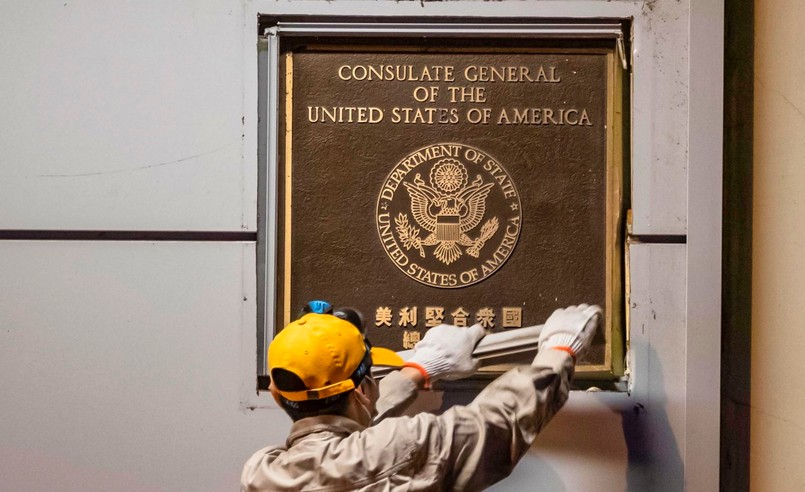 CONSULATE GENERAL
OF THE
UNITED STATES OF AMERICA
DEPARTMENT OF STATE
UNITED STATES OF AMERICA
美利堅合衆國
總